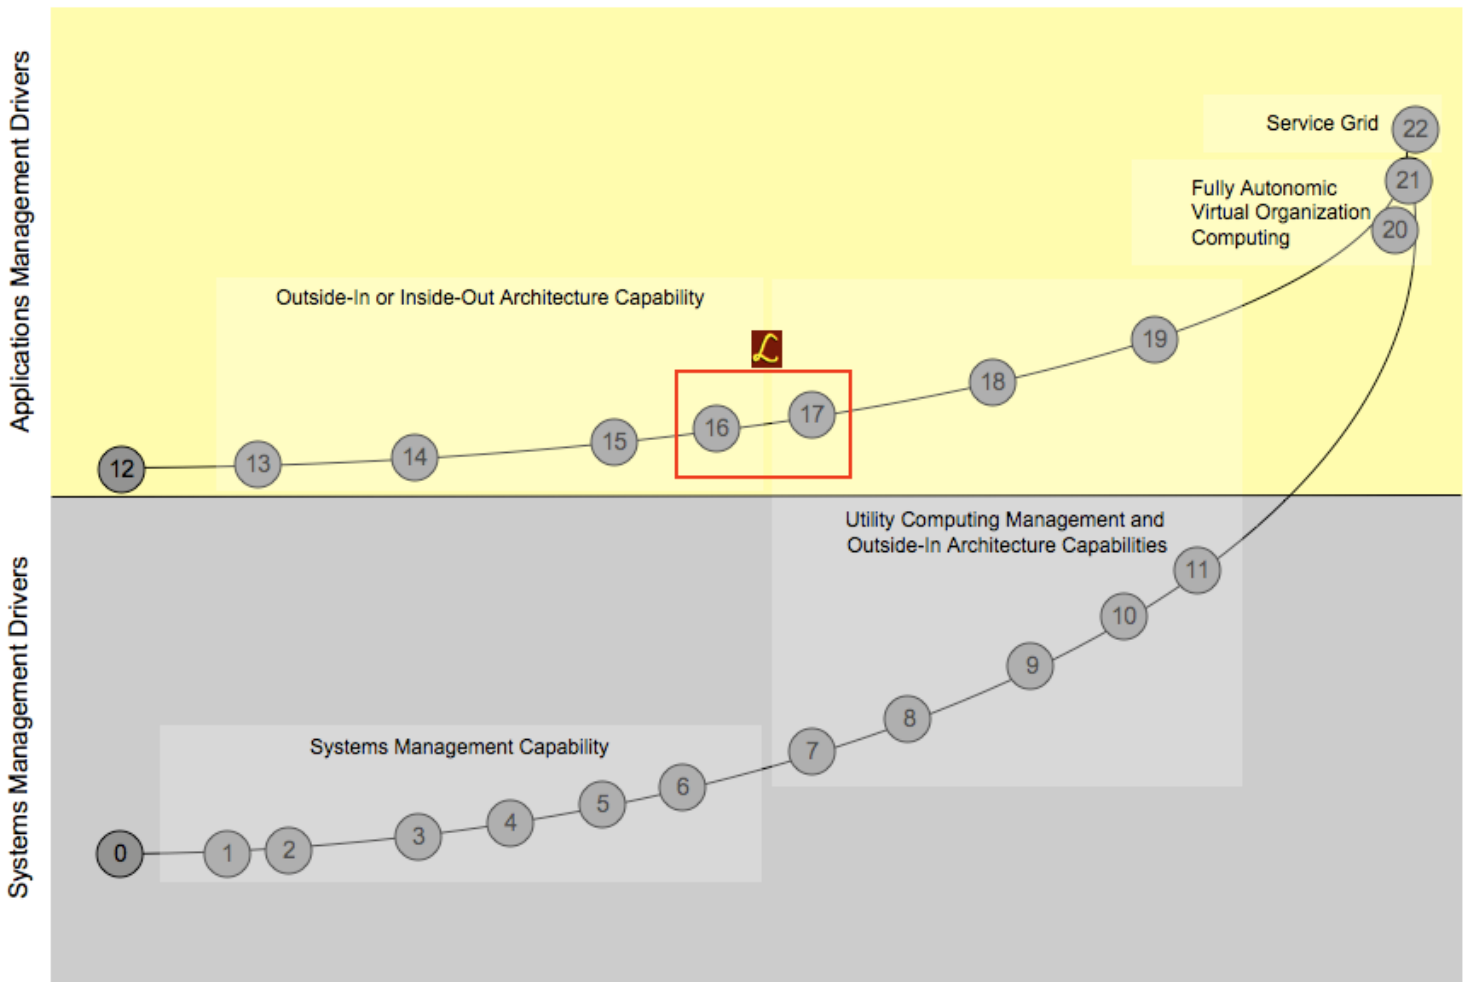 Applications Management Drivers
Service Grid
22
21
Fully Autonomic
Virtual Organization
Computing
20
Outside-In or Inside-Out Architecture Capability
ℒ
19
18
17
16
15
14
13
12
Systems Management Drivers
Utility Computing Management and
Outside-In Architecture Capabilities
11
10
9
8
7
Systems Management Capability
6
5
4
3
2
1
0